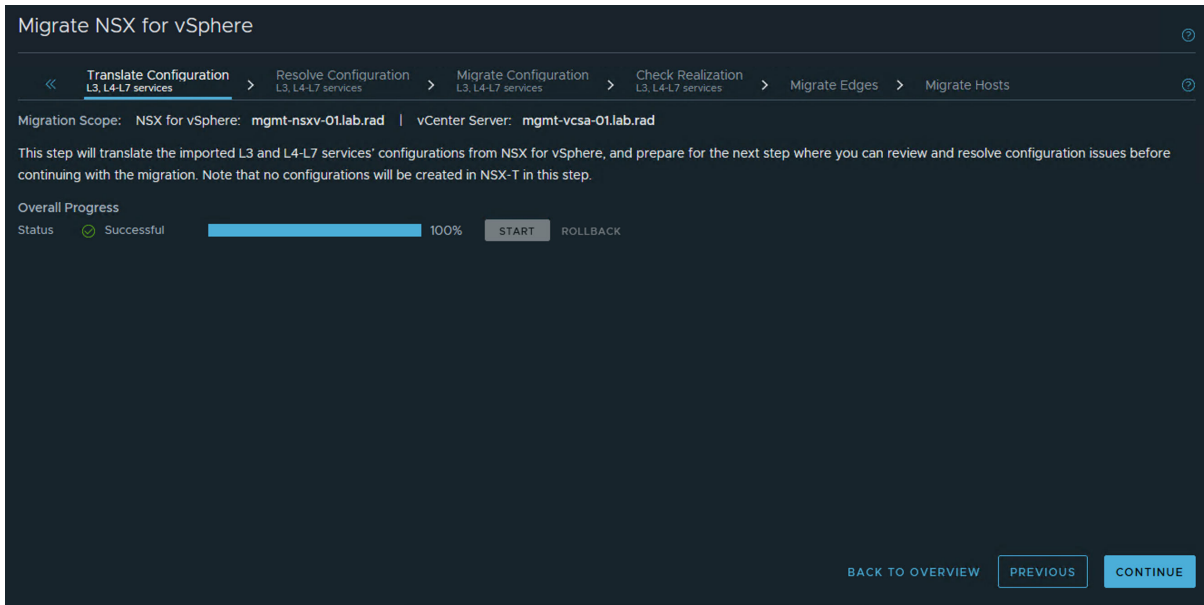 Migrate NSX for vSphere
Translate Configuration
L3, L4-L7 services
Resolve Configuration
L3, L4-L7 services
Migrate Configuration
L3, L4-L7 services
Check Realization
L3, L4-L7 services
Migrate Edges
Migrate Hosts
Migration Scope: NSX for vSphere: mgmt-nsxv-01.lab.rad | vCenter Server: mgmt-vcsa-01.lab.rad
This step will translate the imported L3 and L4-L7 services' configurations from NSX for vSphere, and prepare for the next step where you can review and resolve configuration issues before
continuing with the migration. Note that no configurations will be created in NSX-T in this step.
Overall Progress
Status Successful 100% START ROLLBACK
BACK TO OVERVIEW PREVIOUS CONTINUE